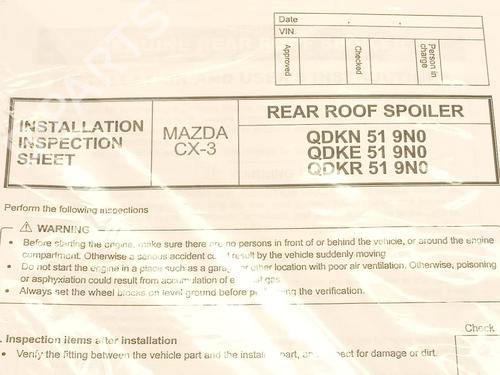 Date
VIN.
Approved
Checked
Person in
charge
INSTALLATION
INSPECTION
SHEET
MAZDA
CX-3
REAR ROOF SPOILER
QDKN 51 9N0
QDKE 51 9N0
QDKR 51 9N0
Perform the following inspections
⚠ WARNING
• Before starting the engine, make sure there are no persons in front of or behind the vehicle, or around the engine
compartment. Otherwise a serious accident could result by the vehicle suddenly moving
• Do not start the engine in a place such as a garage or other location with poor air ventilation. Otherwise, poisoning
or asphyxiation could result from accumulation of gas
• Always set the wheel blocks on level ground before performing the verification.
Check
. Inspection items after installation
• Verify the fitting between the vehicle part and the part, for damage or dirt.